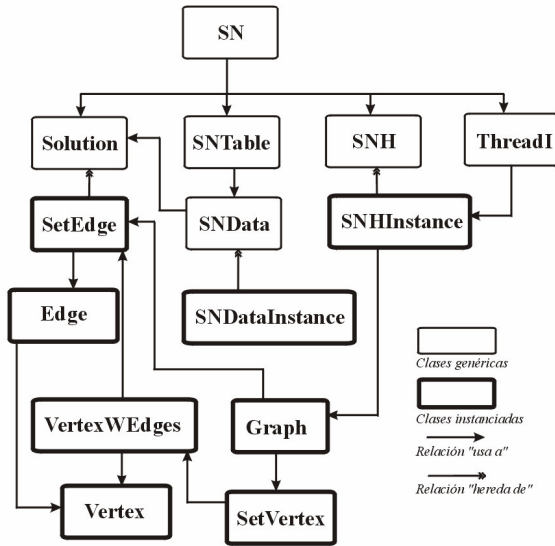 SN
Solution
SNTable
SNH
ThreadI
SetEdge
SNData
SNHInstance
Edge
SNDataInstance
VertexWEdges
Graph
Vertex
SetVertex
Clases genéricas
Clases instanciadas
Relación "usa a"
Relación "hereda de"